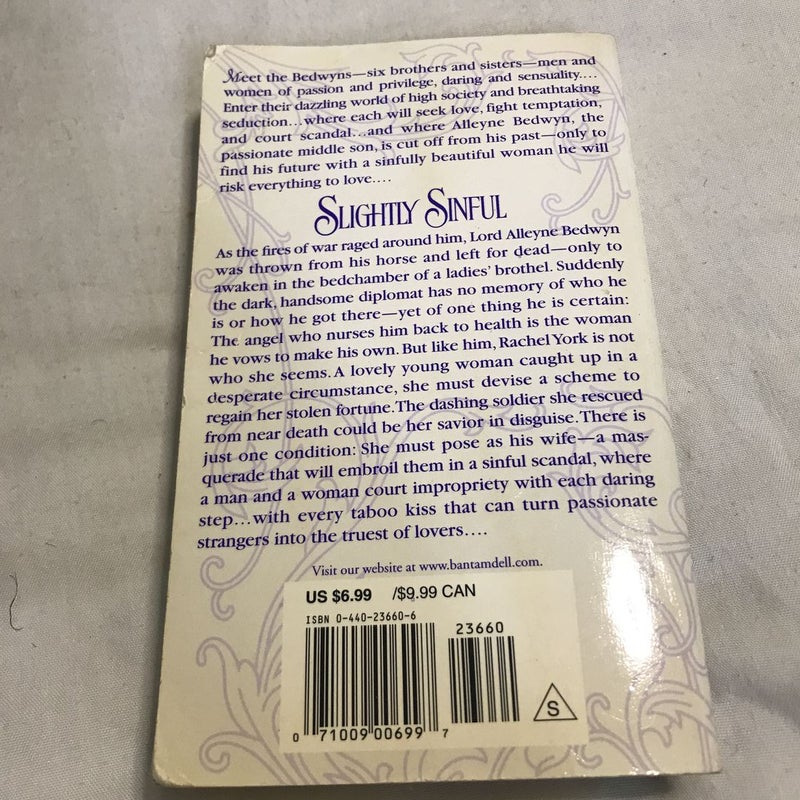 Meet the Bedwyns—six brothers and sisters—men and
women of passion and privilege, daring and sensuality....
Enter their dazzling world of high society and breathtaking
seduction...where each will seek love, fight temptation,
and court scandal...and where Alleyne Bedwyn, the
passionate middle son, is cut off from his past—only to
find his future with a sinfully beautiful woman he will
risk everything to love....
SLIGHTLY SINFUL
As the fires of war raged around him, Lord Alleyne Bedwyn
was thrown from his horse and left for dead—only to
awaken in the bedchamber of a ladies' brothel. Suddenly
the dark, handsome diplomat has no memory of who he
is or how he got there—yet of one thing he is certain:
The angel who nurses him back to health is the woman
he vows to make his own. But like him, Rachel York is not
who she seems. A lovely young woman caught up in a
desperate circumstance, she must devise a scheme to
regain her stolen fortune. The dashing soldier she rescued
from near death could be her savior in disguise. There is
just one condition: She must pose as his wife—a mas-
querade that will embroil them in a sinful scandal, where
a man and a woman court impropriety with each daring
step...with every taboo kiss that can turn passionate
strangers into the truest of lovers....
Visit our website at www.bantamdell.com.
US $6.99 /$9.99 CAN
ISBN 0-440-23660-6
23660
S
0 71009 00699 7